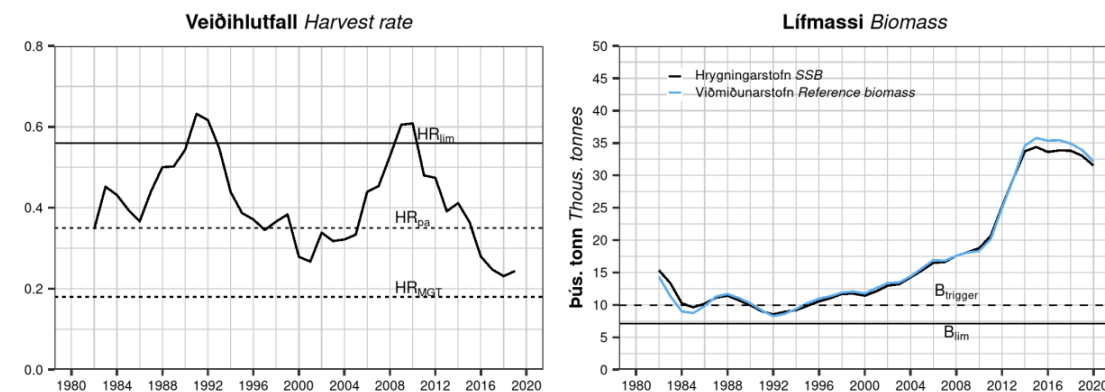 Veiðihlutfall Harvest rate
0.8
0.6
0.4
0.2
0.0
HRlim
HRpa
HRMGT
1980 1984 1988 1992 1996 2000 2004 2008 2012 2016 2020
Lífmassi Biomass
Þús. tonn Thous. tonnes
50
45
40
35
30
25
20
15
10
5
0
Hrygningarstofn SSB
Viðmiðunarstofn Reference biomass
Btrigger
Blim
1980 1984 1988 1992 1996 2000 2004 2008 2012 2016 2020